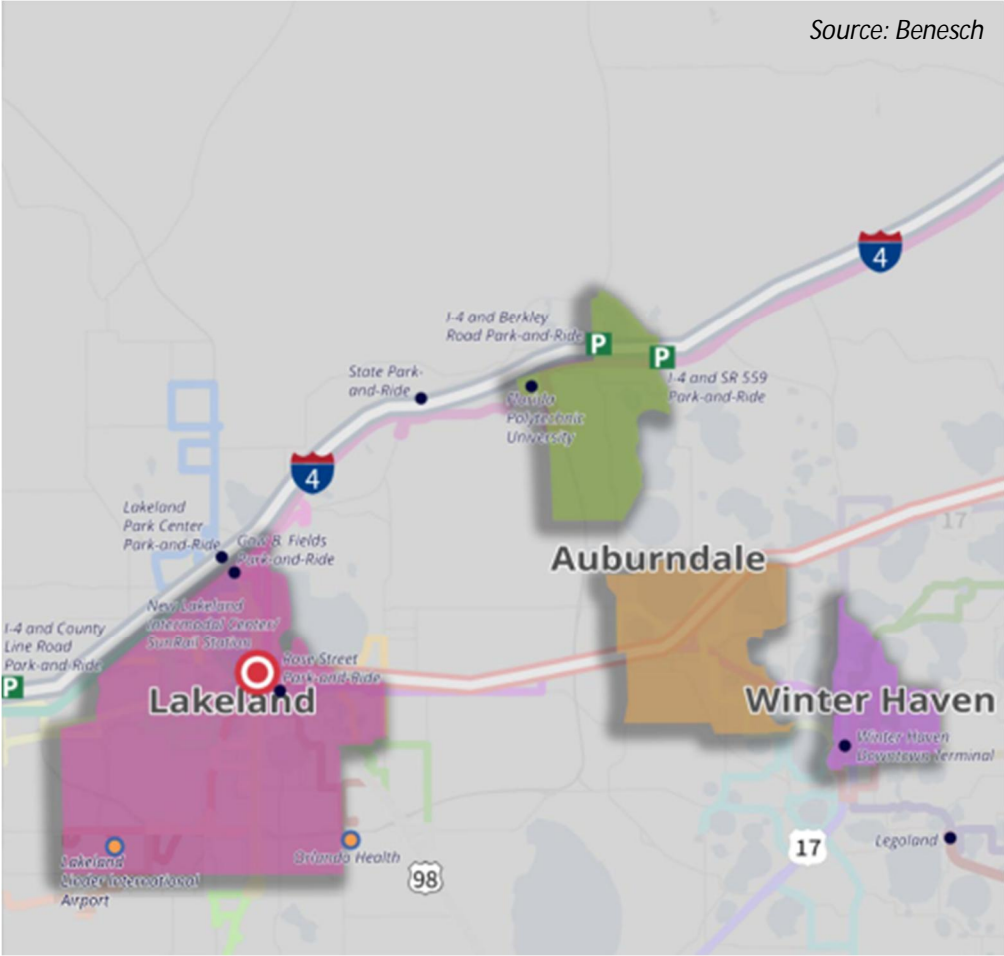 Source: Benesch
4
I-4 and Berkley
Road Park-and-Ride
P
P
I-4 and SR 559
Park-and-Ride
State Park-
and-Ride
Florida
Polytechnic
University
4
Lakeland
Park Center
Park-and-Ride
Gow B. Fields
Park-and-Ride
17
Auburndale
New Lakeland
Intermodal Center/
SunRail Station
I-4 and County
Line Road
Park-and-Ride
P
Rose Street
Park-and-Ride
Lakeland
Winter Haven
Winter Haven
Downtown Terminal
17
Legoland
Orlando Health
Lakeland
Linder International
Airport
98